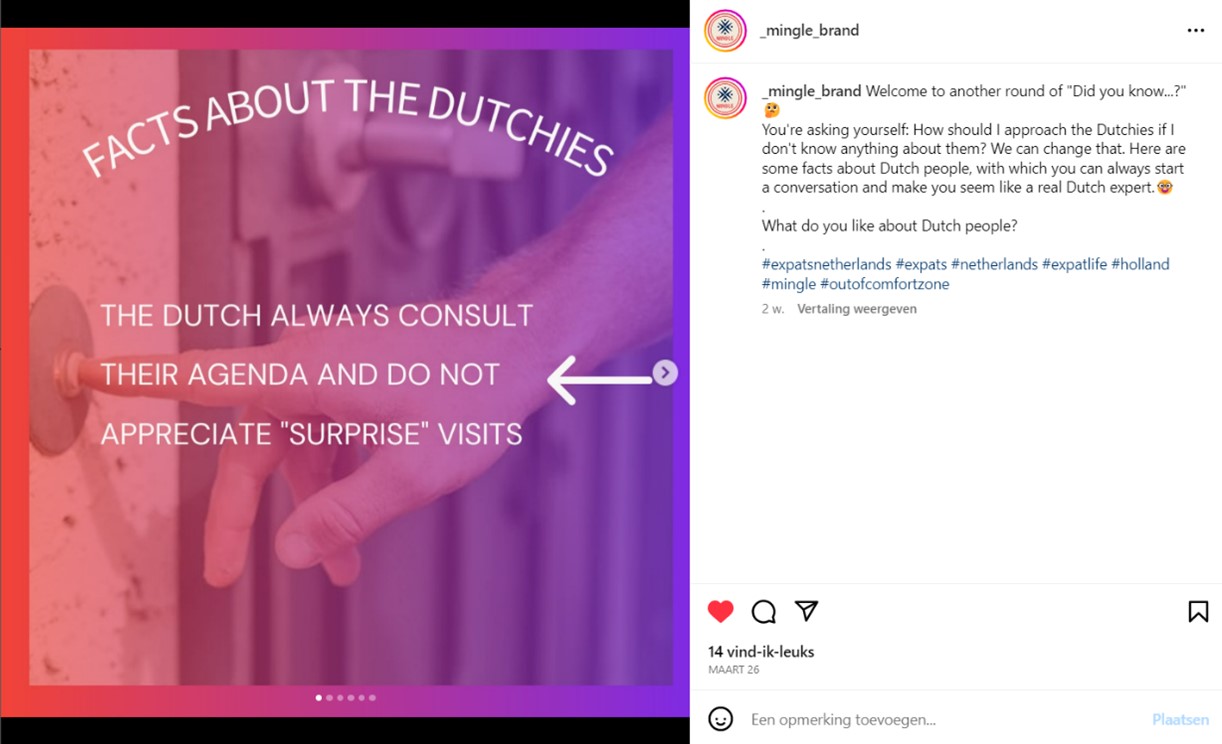 FACTS ABOUT THE DUTCHIES
THE DUTCH ALWAYS CONSULT
THEIR AGENDA AND DO NOT
APPRECIATE "SURPRISE" VISITS
_mingle_brand
_mingle_brand Welcome to another round of "Did you know...?"
🤔
You're asking yourself: How should I approach the Dutchies if I
don't know anything about them? We can change that. Here are
some facts about Dutch people, with which you can always start
a conversation and make you seem like a real Dutch expert.🤓
.
What do you like about Dutch people?
.
#expatsnetherlands #expats #netherlands #expatlife #holland
#mingle #outofcomfortzone
2 w. Vertaling weergeven
14 vind-ik-leuks
MAART 26
Een opmerking toevoegen...
Plaatsen